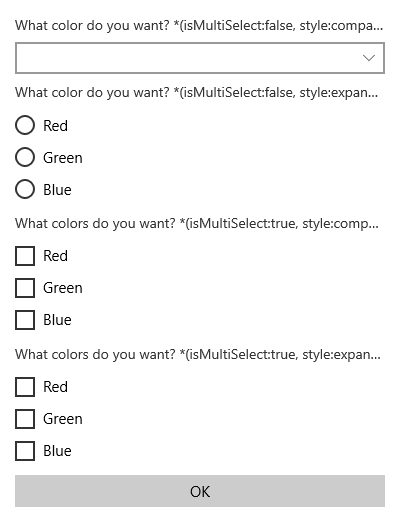 What color do you want? *(isMultiSelect:false, style:compa...
What color do you want? *(isMultiSelect:false, style:expan...
Red
Green
Blue
What colors do you want? *(isMultiSelect:true, style:comp...
Red
Green
Blue
What colors do you want? *(isMultiSelect:true, style:expan...
Red
Green
Blue
OK